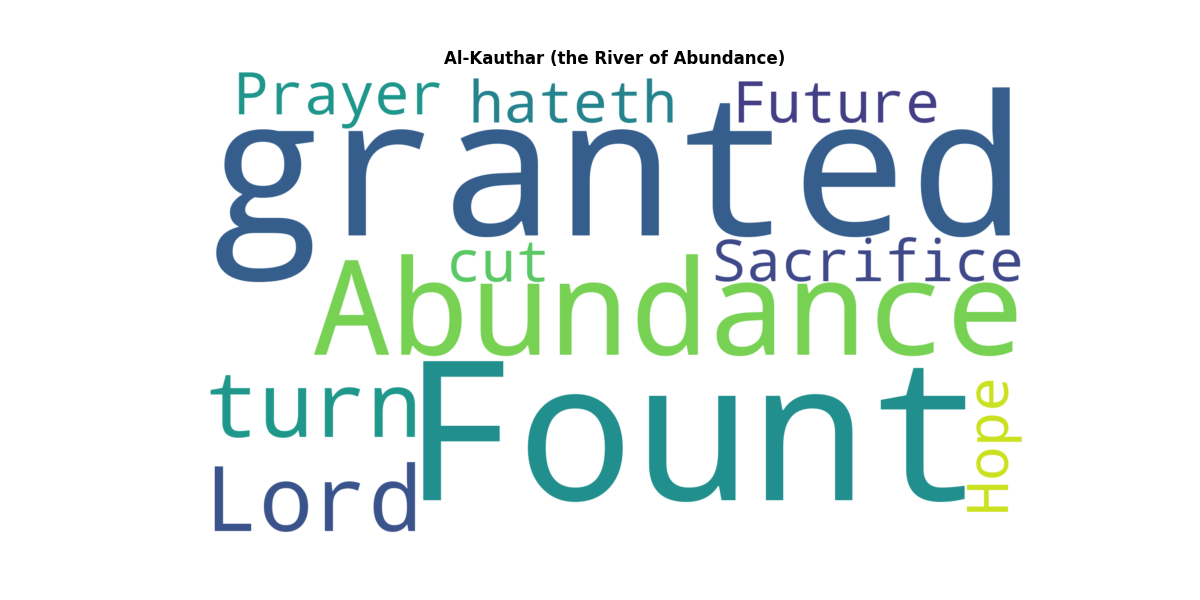 Al-Kauthar (the River of Abundance)
Prayer hateth Future
granted
cut Sacrifice
Abundance
turn Fount Hope
Lord